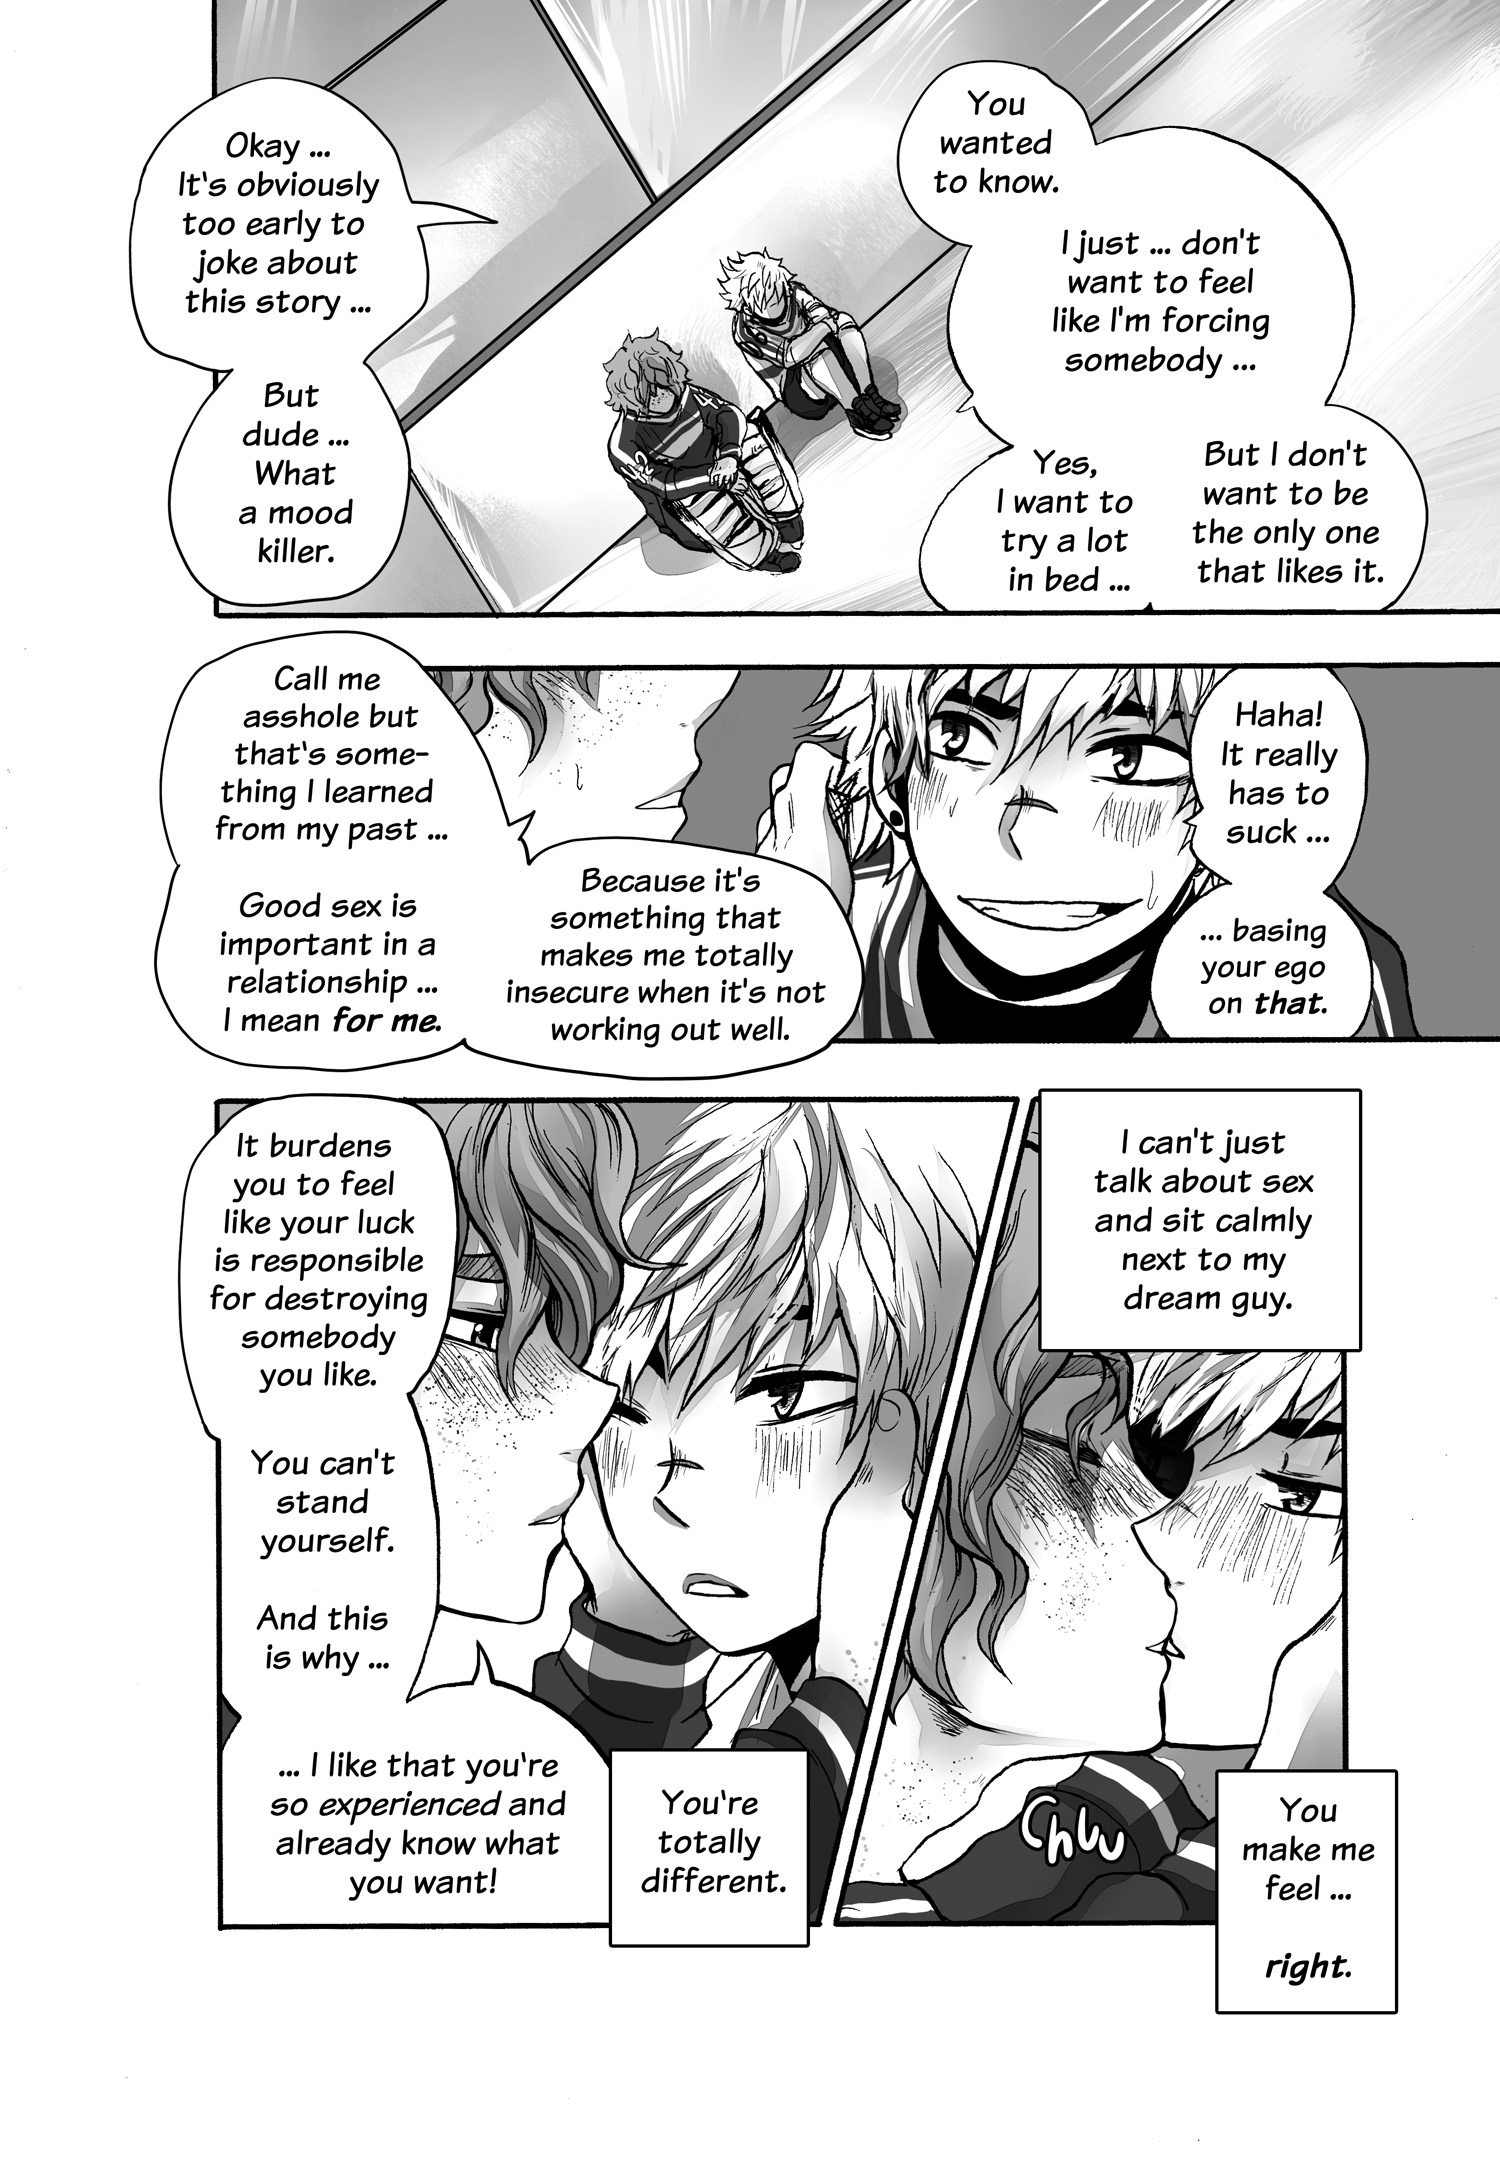 Okay ...
It's obviously
too early to
joke about
this story ...
But
dude ...
What
a mood
killer.
You
wanted
to know.
I just ... don't
want to feel
like I'm forcing
somebody ...
Yes,
I want to
try a lot
in bed ...
But I don't
want to be
the only one
that likes it.
Call me
asshole but
that's some-
thing I learned
from my past ...
Good sex is
important in a
relationship ...
I mean for me.
Because it's
something that
makes me totally
insecure when it's not
working out well.
Haha!
It really
has to
suck ...
... basing
your ego
on that.
It burdens
you to feel
like your luck
is responsible
for destroying
somebody
you like.
You can't
stand
yourself.
And this
is why ...
... I like that you're
so experienced and
already know what
you want!
You're
totally
different.
I can't just
talk about sex
and sit calmly
next to my
dream guy.
Chuu
You
make me
feel ...
right.